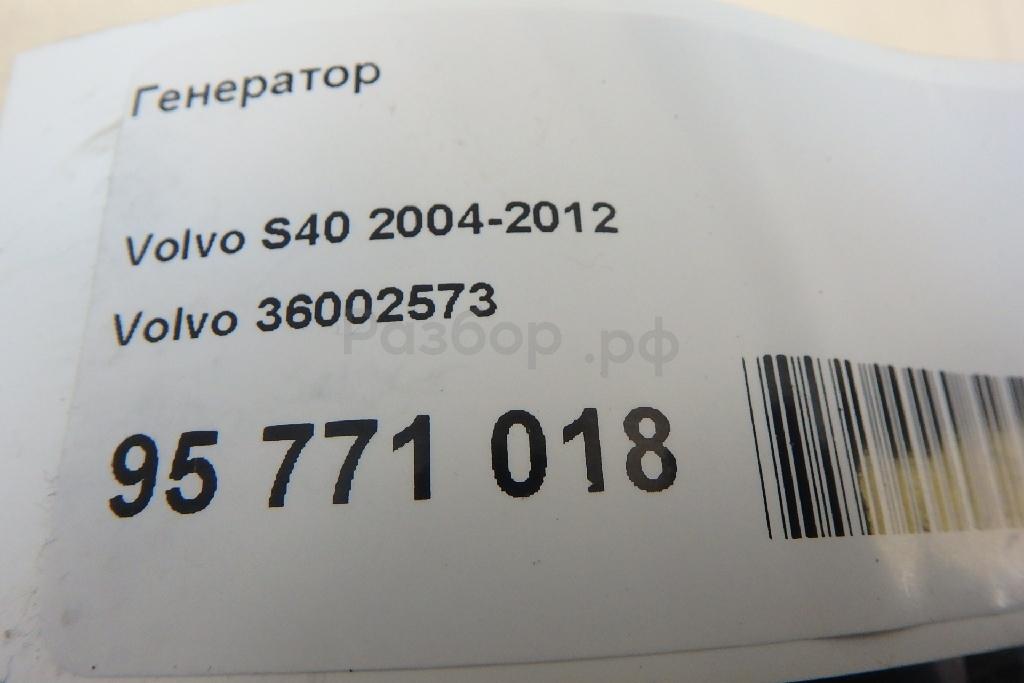 Генератор
Volvo S40 2004-2012
Volvo 36002573
Разбор.рф
95 771 018